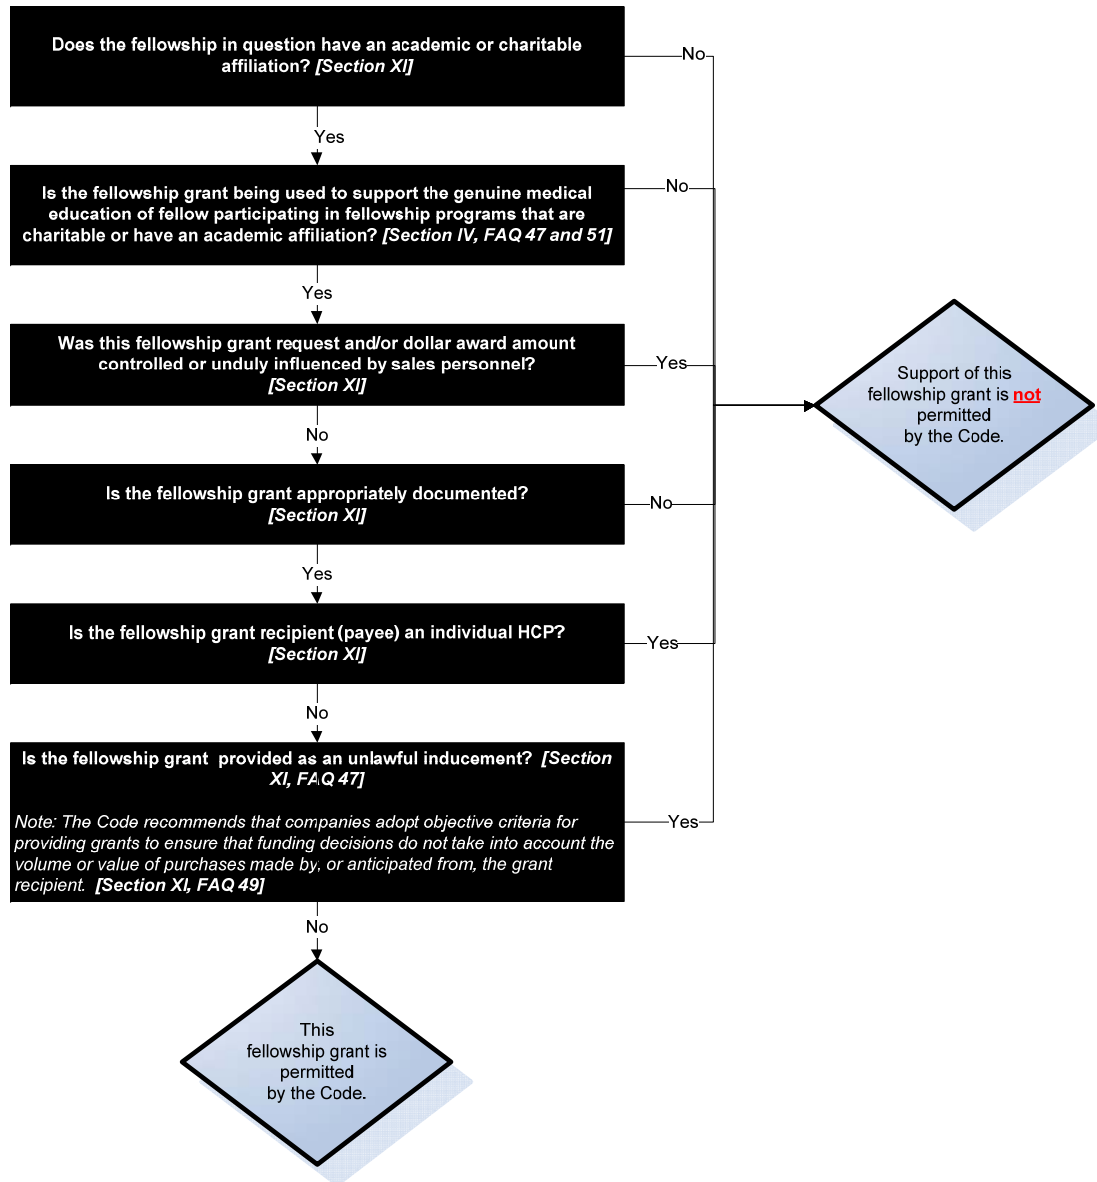 Does the fellowship in question have an academic or charitable
affiliation? [Section XI]
No
Yes
Is the fellowship grant being used to support the genuine medical
education of fellow participating in fellowship programs that are
charitable or have an academic affiliation? [Section IV, FAQ 47 and 51]
No
Yes
Was this fellowship grant request and/or dollar award amount
controlled or unduly influenced by sales personnel?
[Section XI]
Yes
Support of this
fellowship grant is not
permitted
by the Code.
No
Is the fellowship grant appropriately documented?
[Section XI]
No
Yes
Is the fellowship grant recipient (payee) an individual HCP?
[Section XI]
Yes
No
Is the fellowship grant provided as an unlawful inducement? [Section
XI, FAQ 47]
Note: The Code recommends that companies adopt objective criteria for
providing grants to ensure that funding decisions do not take into account the
volume or value of purchases made by, or anticipated from, the grant
recipient. [Section XI, FAQ 49]
Yes
No
This
fellowship grant is
permitted
by the Code.